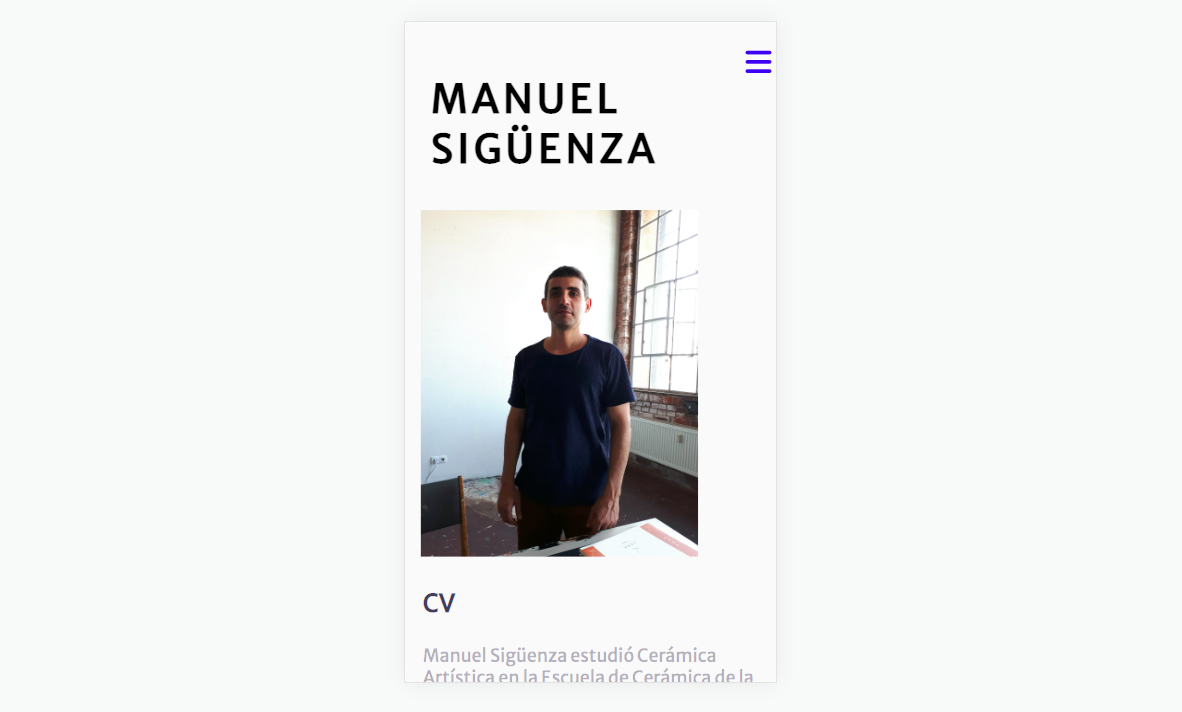 MANUEL
SIGÜENZA
CV
Manuel Sigüenza estudió Cerámica
Artística en la Escuela de Cerámica de la